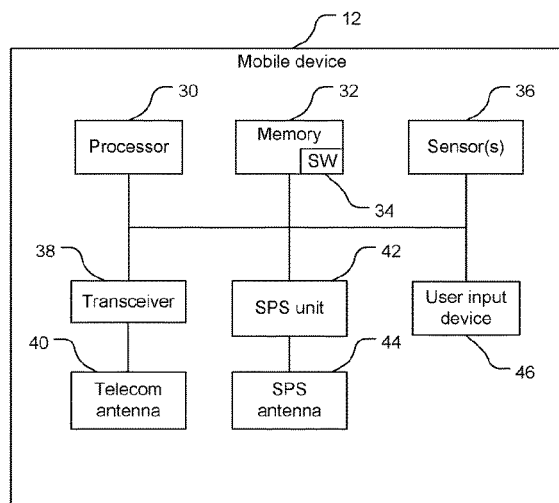 12
Mobile device
30
32
36
Processor
Memory
SW
Sensor(s)
34
38
42
Transceiver
SPS unit
User input
device
40
44
46
Telecom
antenna
SPS
antenna